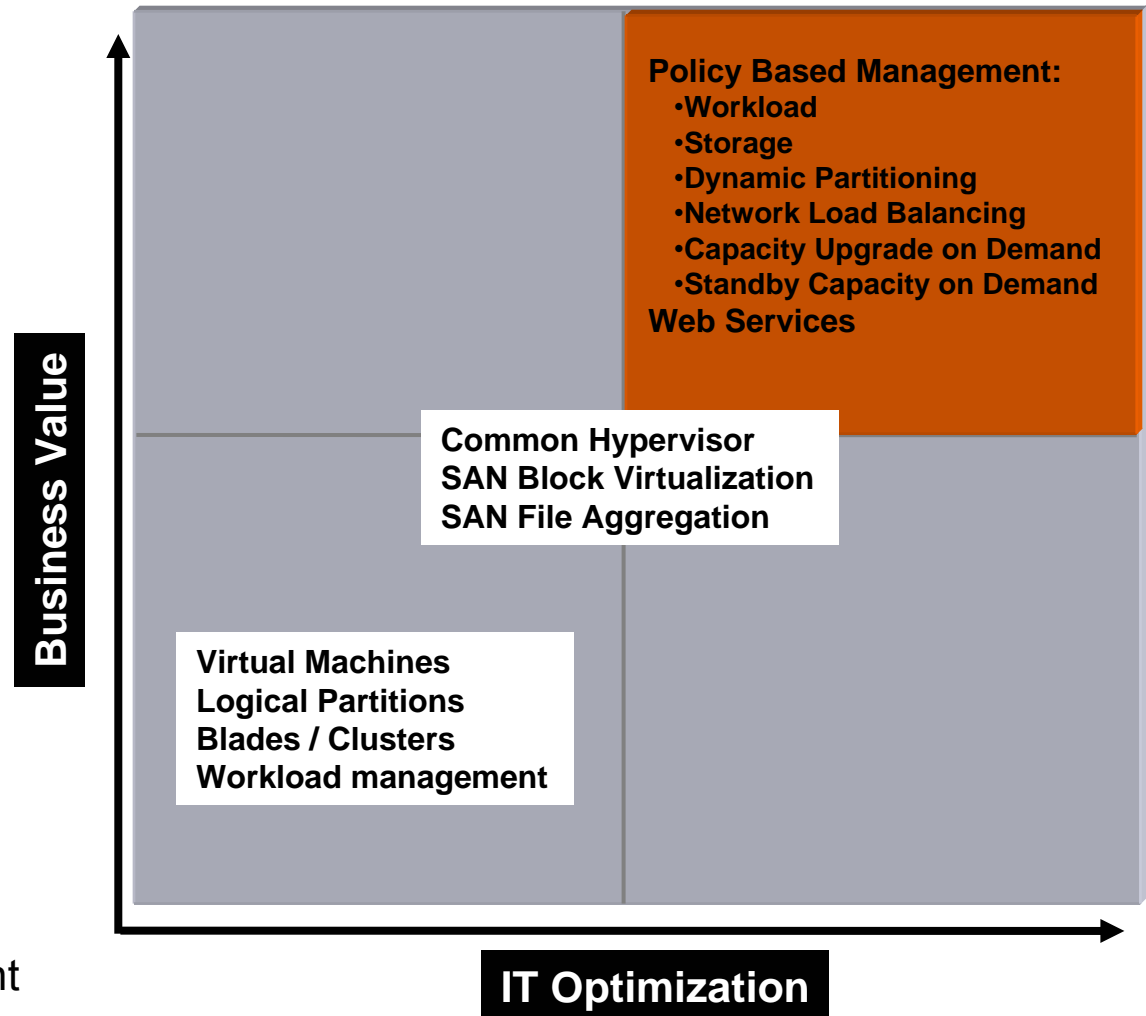 Policy Based Management:
•Workload
•Storage
•Dynamic Partitioning
•Network Load Balancing
•Capacity Upgrade on Demand
•Standby Capacity on Demand
Web Services
Business Value
Common Hypervisor
SAN Block Virtualization
SAN File Aggregation
Virtual Machines
Logical Partitions
Blades / Clusters
Workload management
nt
IT Optimization